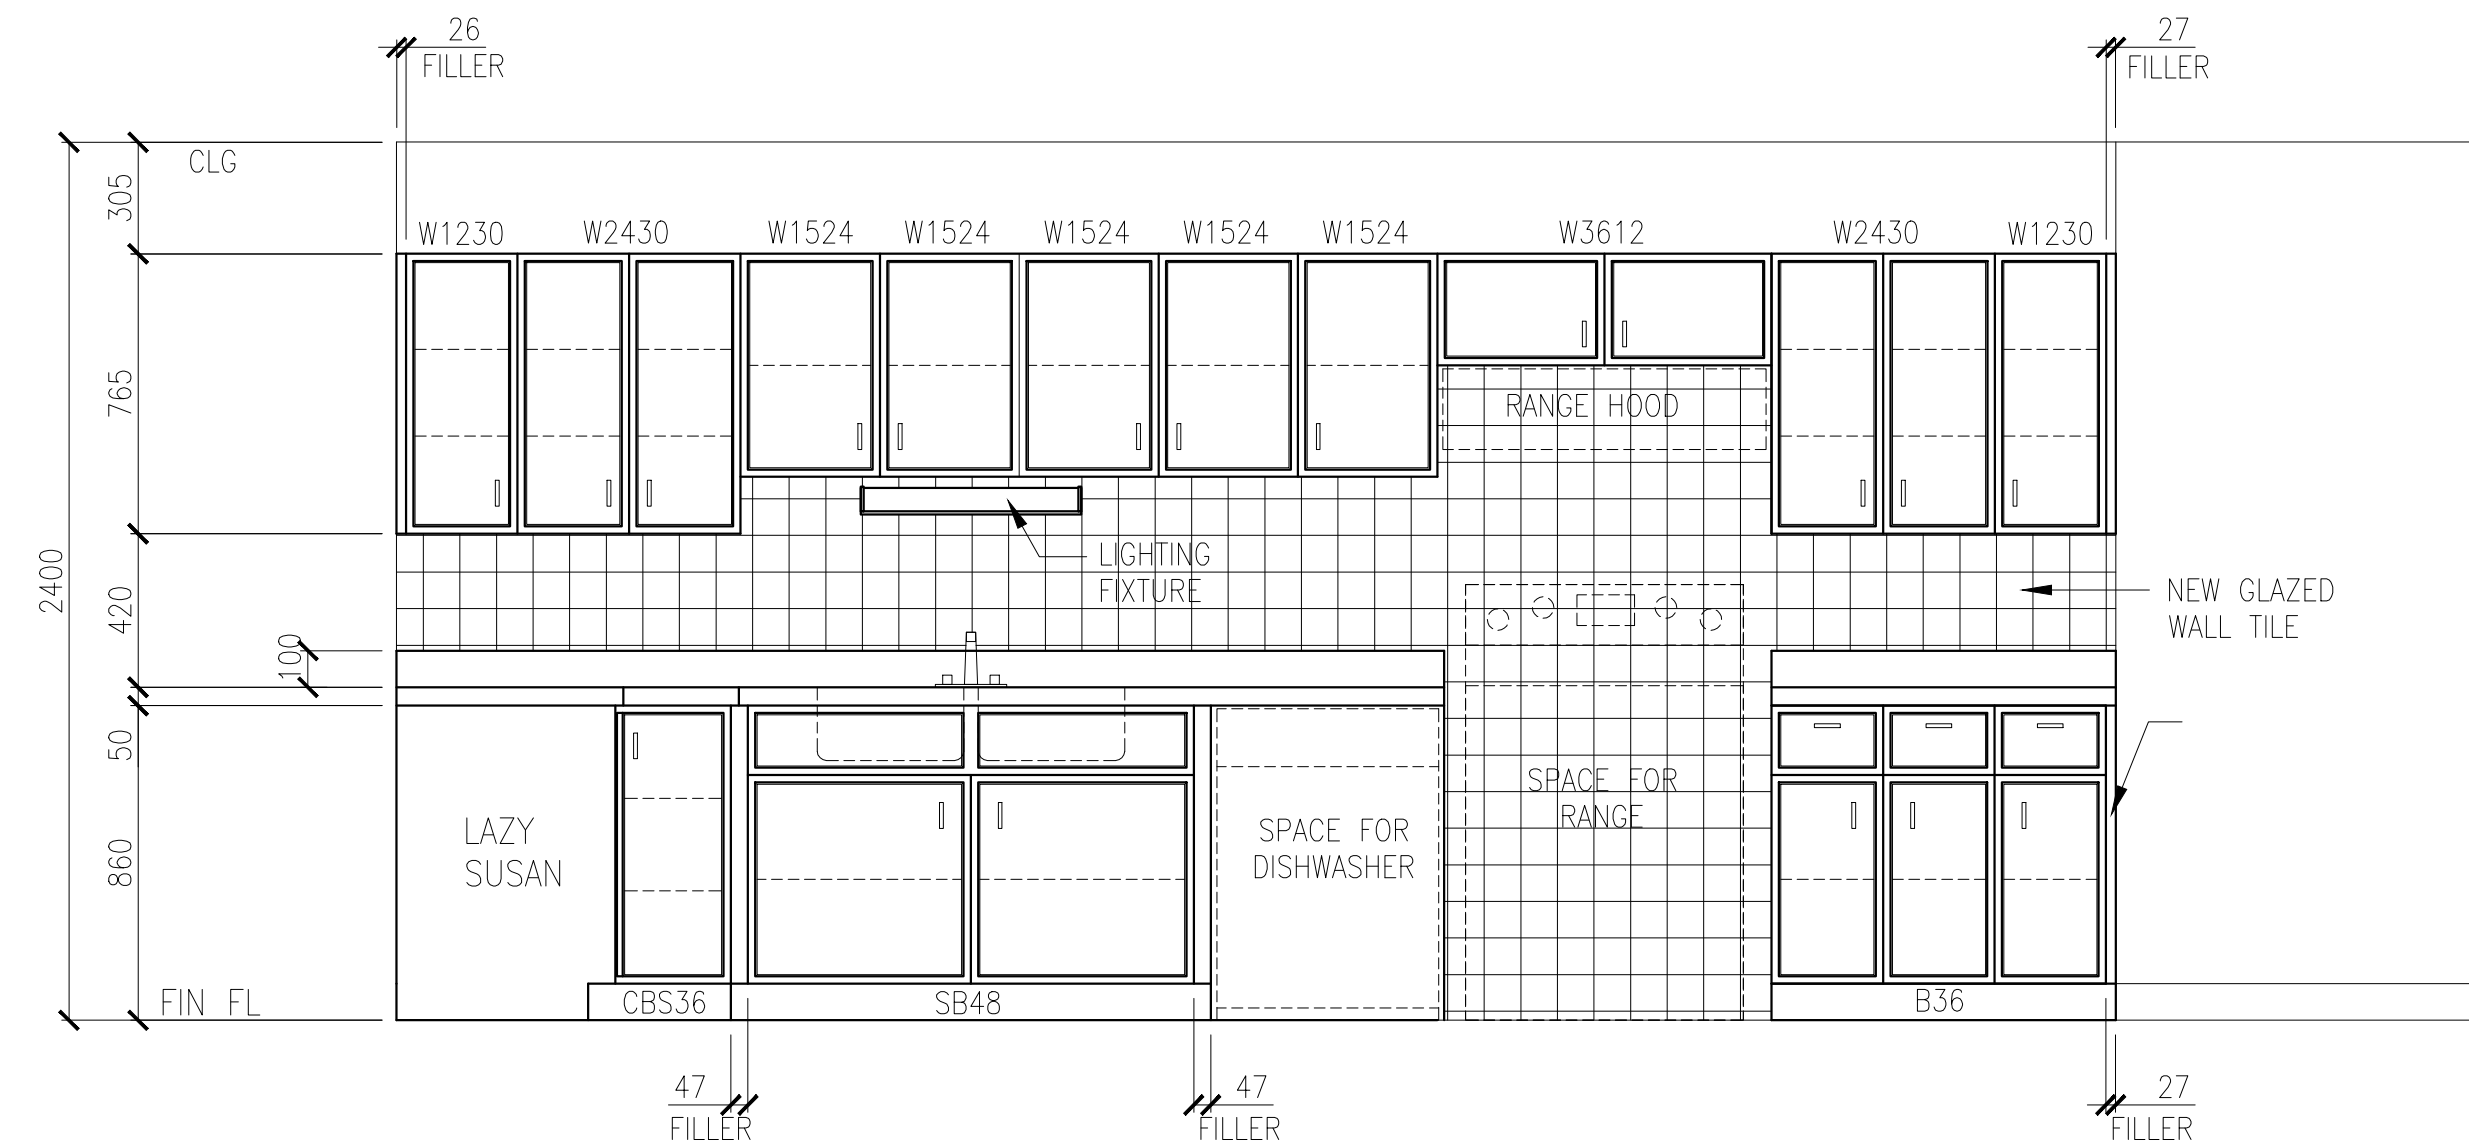 26
FILLER
27
FILLER
CLG
305
W1230 W2430 W1524 W1524 W1524 W1524 W1524 W3612 W2430 W1230
765
RANGE HOOD
2400
LIGHTING
FIXTURE
420
NEW GLAZED
WALL TILE
100
50
SPACE FOR
RANGE
LAZY
SUSAN
860
SPACE FOR
DISHWASHER
FIN FL
CBS36 SB48 B36
47
FILLER
47
FILLER
27
FILLER